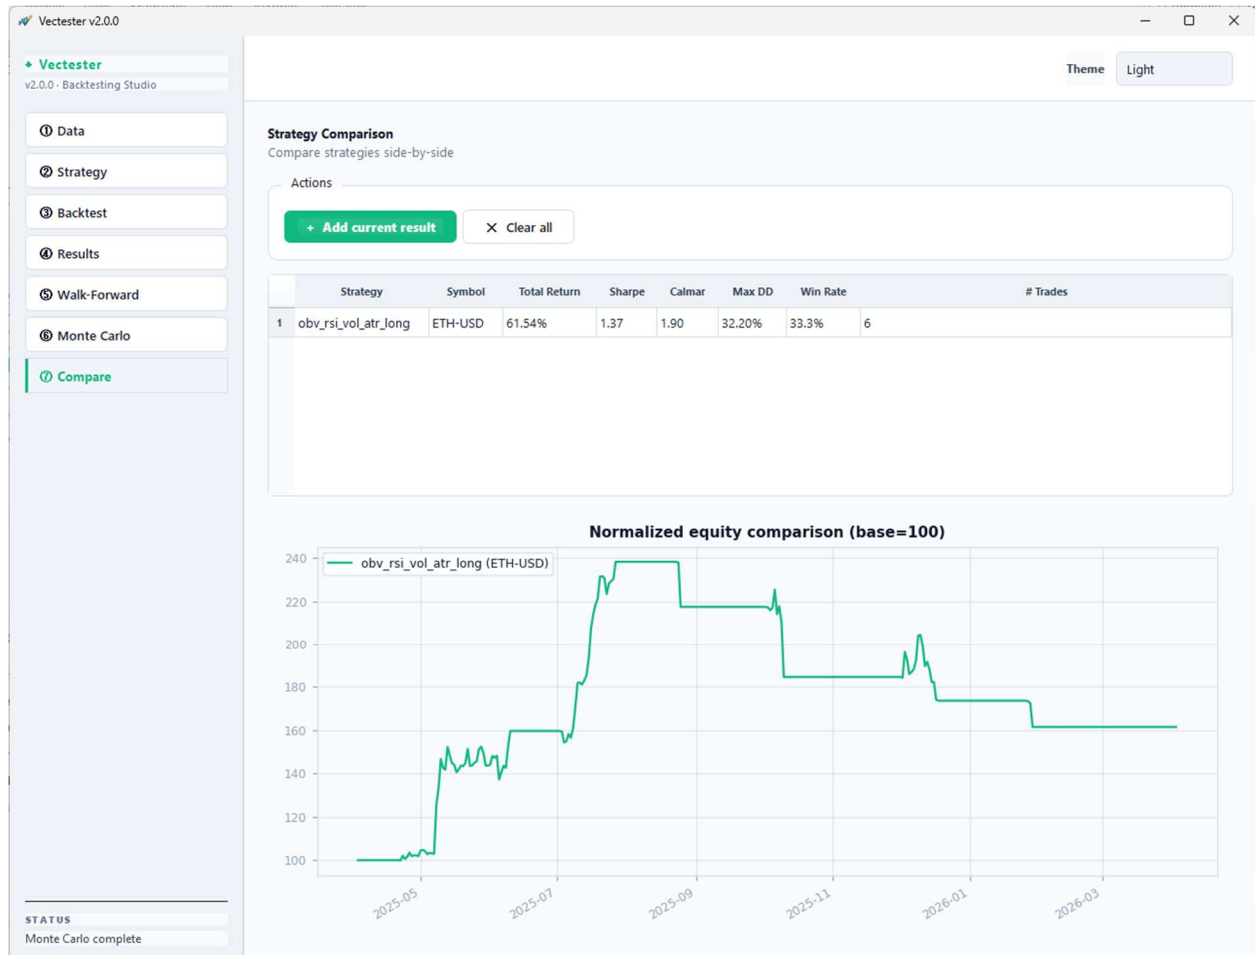 Vectester v2.0.0
Vectester
v2.0.0 · Backtesting Studio
① Data
② Strategy
③ Backtest
④ Results
⑤ Walk-Forward
⑥ Monte Carlo
⑦ Compare
STATUS
Monte Carlo complete
Theme Light
Strategy Comparison
Compare strategies side-by-side
Actions
+ Add current result
✕ Clear all
Strategy Symbol Total Return Sharpe Calmar Max DD Win Rate # Trades
1 obv_rsi_vol_atr_long ETH-USD 61.54% 1.37 1.90 32.20% 33.3% 6
Normalized equity comparison (base=100)
obv_rsi_vol_atr_long (ETH-USD)
240
220
200
180
160
140
120
100
2025-05 2025-07 2025-09 2025-11 2026-01 2026-03